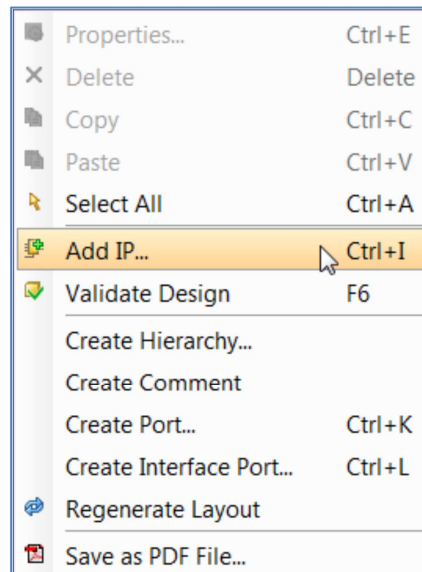 Properties... Ctrl+E
Delete Delete
Copy Ctrl+C
Paste Ctrl+V
Select All Ctrl+A
Add IP... Ctrl+I
Validate Design F6
Create Hierarchy...
Create Comment
Create Port... Ctrl+K
Create Interface Port... Ctrl+L
Regenerate Layout
Save as PDF File...